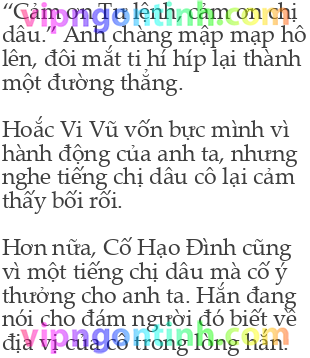 “Cảm ơn Tư lệnh, cảm ơn chị
vipngontinh.com
dâu.” Anh chàng mập mạp hô
lên, đôi mắt ti hí híp lại thành
một đường thẳng.
Hoắc Vi Vũ vốn bực mình vì
hành động của anh ta, nhưng
nghe tiếng chị dâu cô lại cảm
thấy bối rối.
Hơn nữa, Cố Hạo Đình cũng
vì một tiếng chị dâu mà cố ý
thưởng cho anh ta. Hắn đang
nói cho đám người đó biết về
địa vị của cô trong lòng hắn.
vipngontinh.com